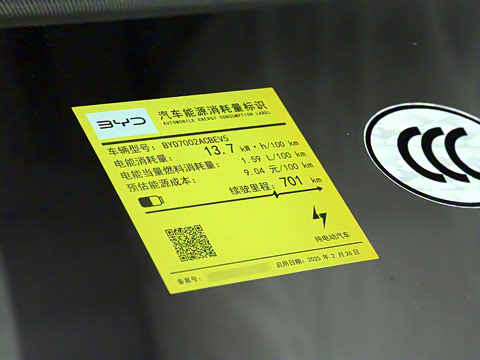 BYD
汽车能源消耗量标识
AUTOMOBILE ENERGY CONSUMPTION LABEL
车辆型号： BYD7002ACBEV5
电能消耗量： 13.7 kW·h/100 km
电能当量燃料消耗量： 1.59 L/100 km
预估能源成本： 9.04 元/100 km
续驶里程： 701 km
纯电动汽车
备案号：
启用日期：2025 年 2 月 26 日
CCC